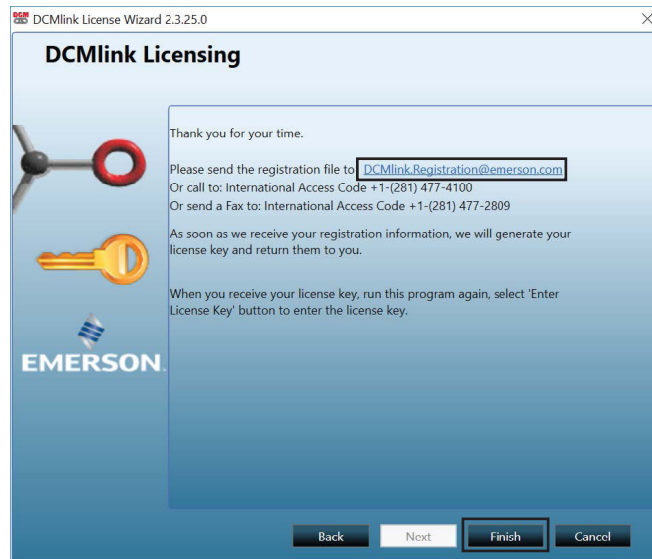 DCM DCMlink License Wizard 2.3.25.0
DCMlink Licensing
Thank you for your time.
Please send the registration file to DCMlink.Registration@emerson.com
Or call to: International Access Code +1-(281) 477-4100
Or send a Fax to: International Access Code +1-(281) 477-2809
As soon as we receive your registration information, we will generate your
license key and return them to you.
When you receive your license key, run this program again, select 'Enter
License Key' button to enter the license key.
EMERSON.
Back Next Finish Cancel